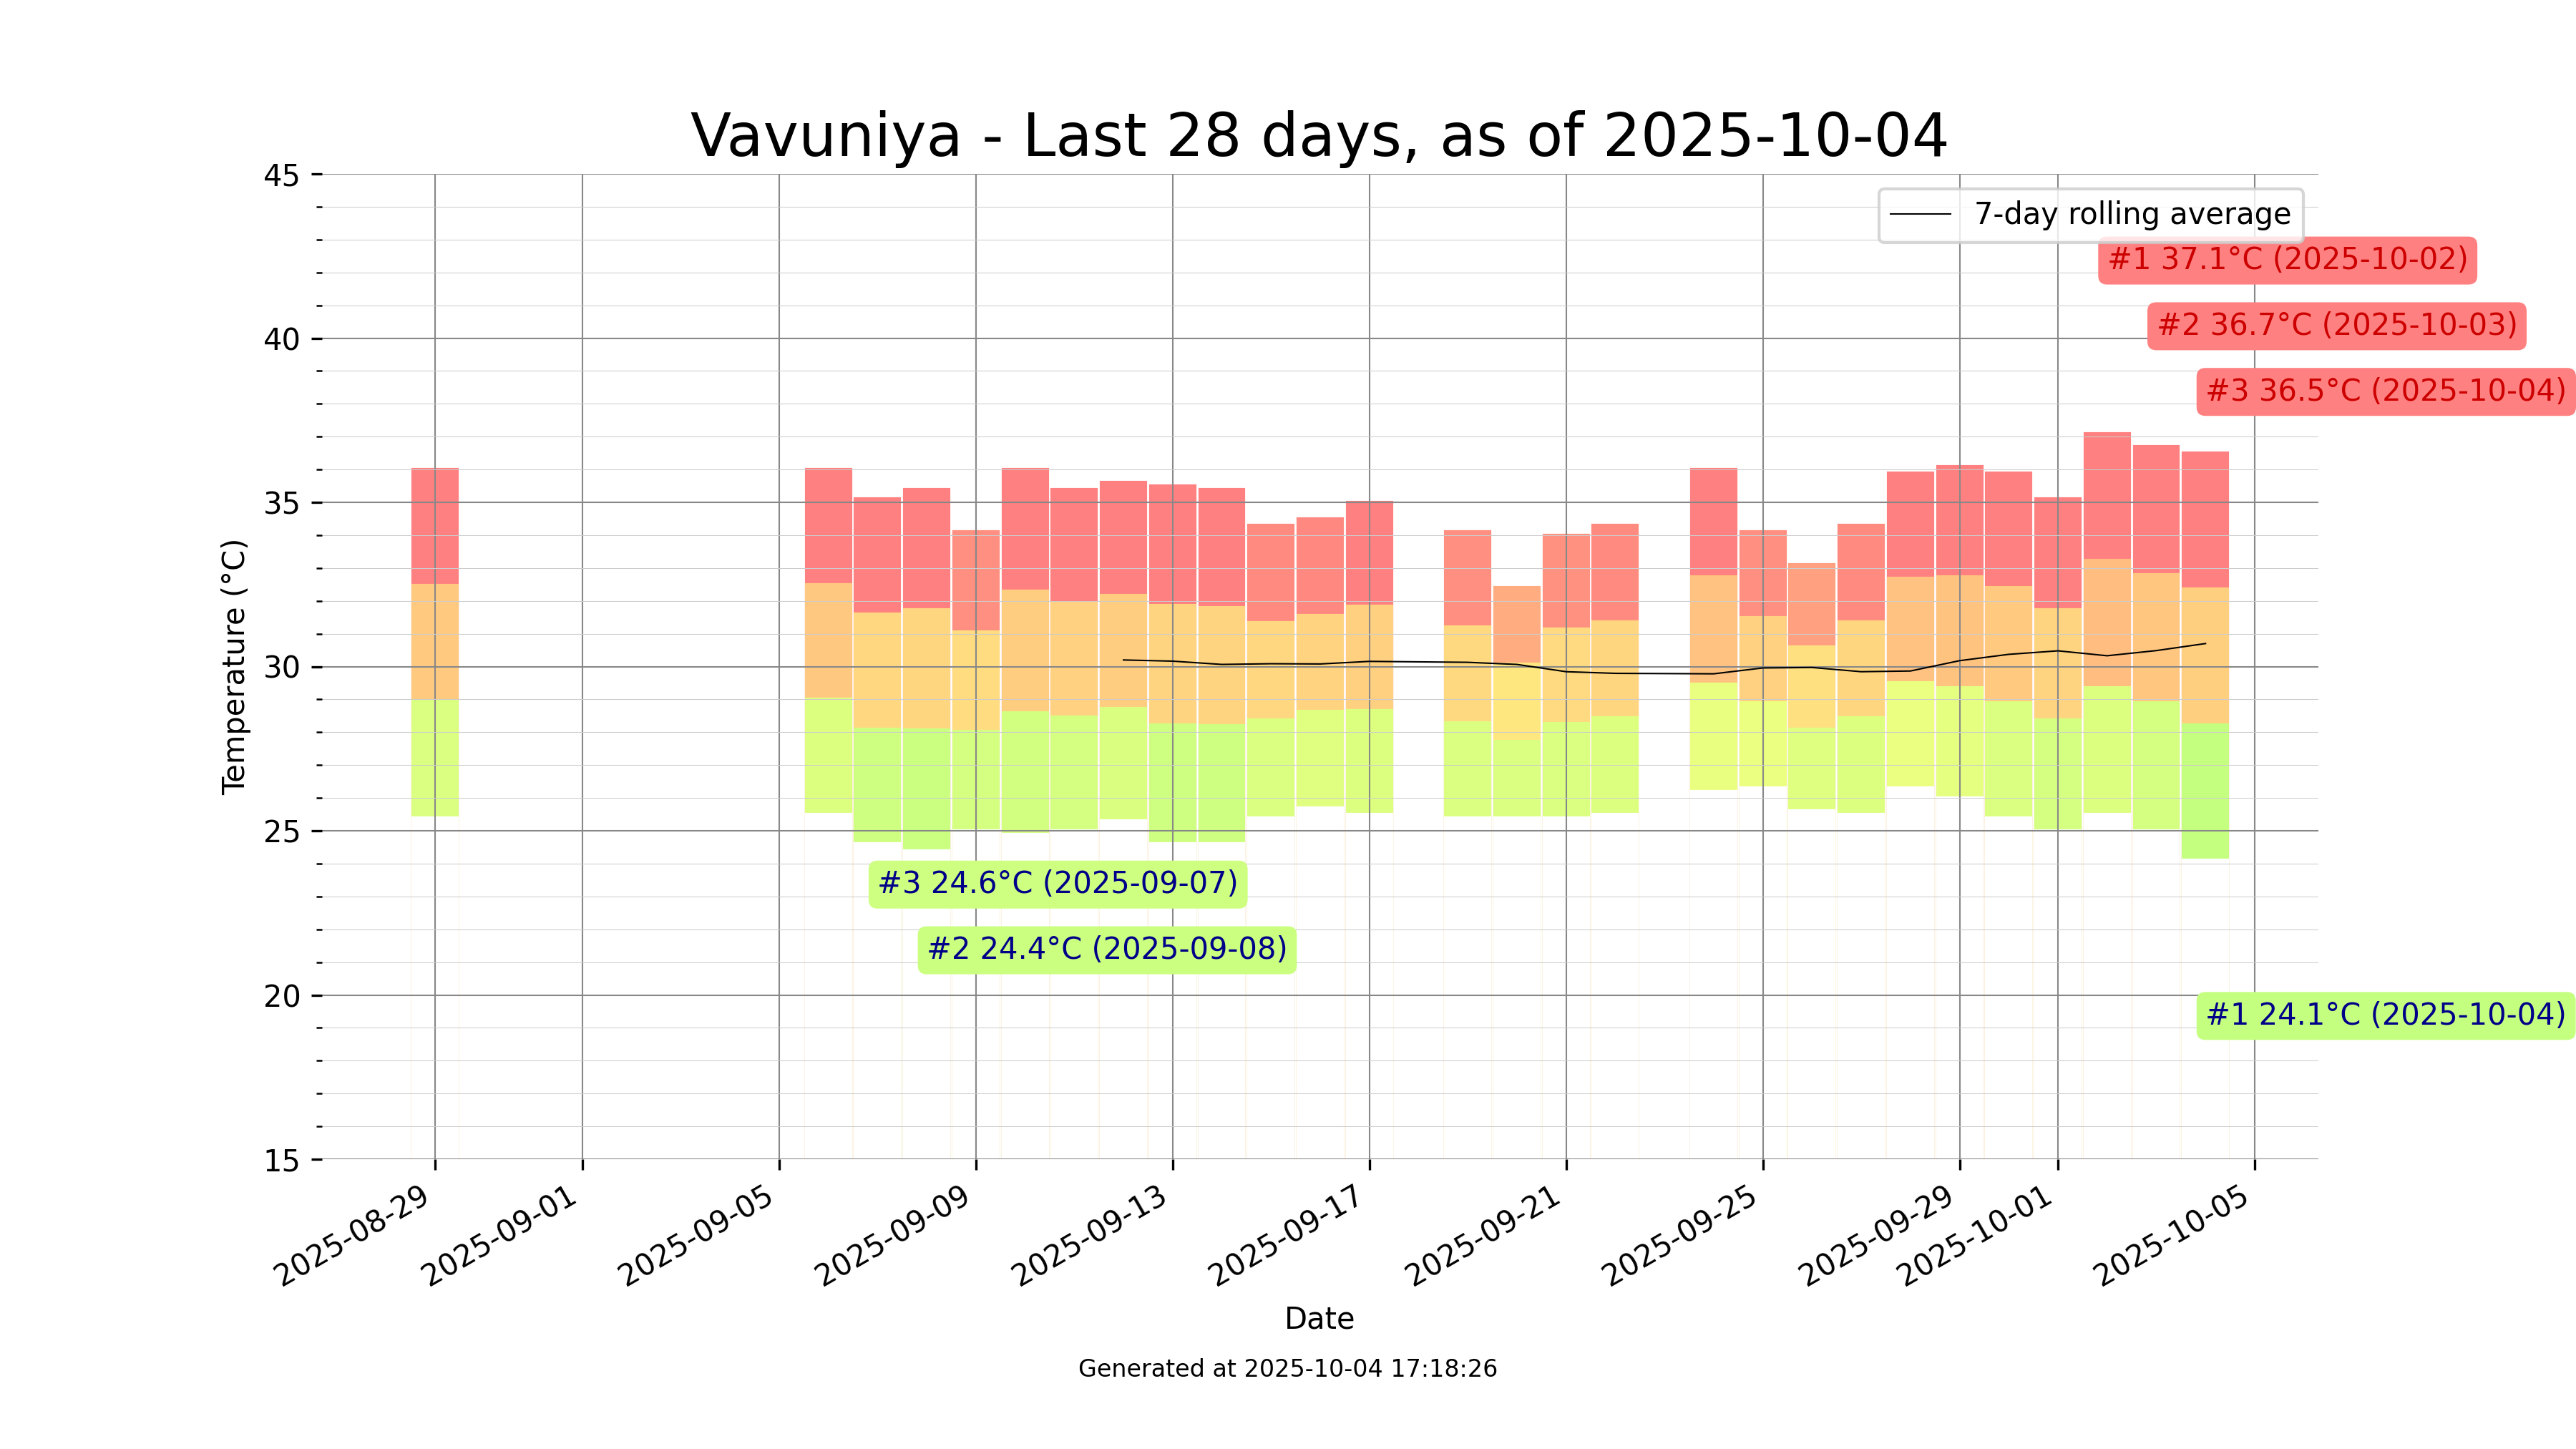 Vavuniya - Last 28 days, as of 2025-10-04
7-day rolling average
#1 37.1°C (2025-10-02)
#2 36.7°C (2025-10-03)
#3 36.5°C (2025-10-04)
45
40
35
30
25
20
15
Temperature (°C)
#3 24.6°C (2025-09-07)
#2 24.4°C (2025-09-08)
#1 24.1°C (2025-10-04)
2025-08-29
2025-09-01
2025-09-05
2025-09-09
2025-09-13
2025-09-17
2025-09-21
2025-09-25
2025-09-29
2025-10-01
2025-10-05
Date
Generated at 2025-10-04 17:18:26